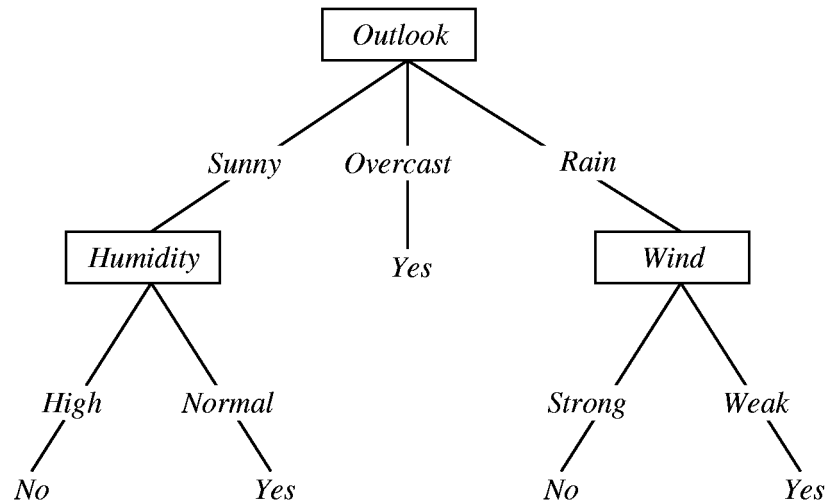 Outlook
Sunny Overcast Rain
Humidity Yes Wind
High Normal Strong Weak
No Yes No Yes